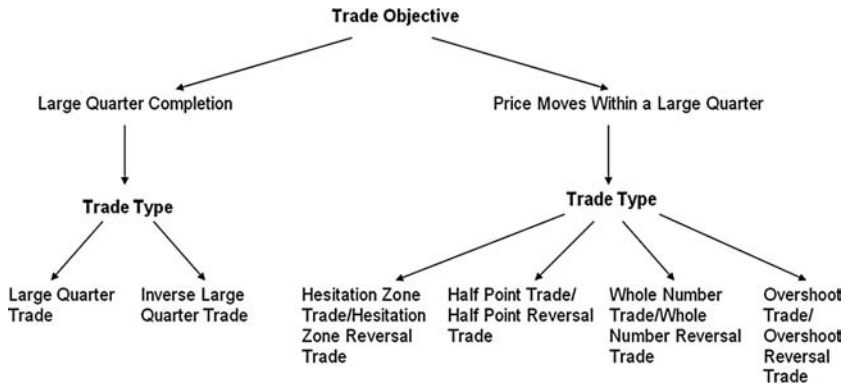 Trade Objective
Large Quarter Completion
Price Moves Within a Large Quarter
Trade Type
Trade Type
Large Quarter
Trade
Inverse Large
Quarter Trade
Hesitation Zone
Trade/Hesitation
Zone Reversal
Trade
Half Point Trade/
Half Point Reversal
Trade
Whole Number
Trade/Whole
Number Reversal
Trade
Overshoot
Trade/
Overshoot
Reversal
Trade